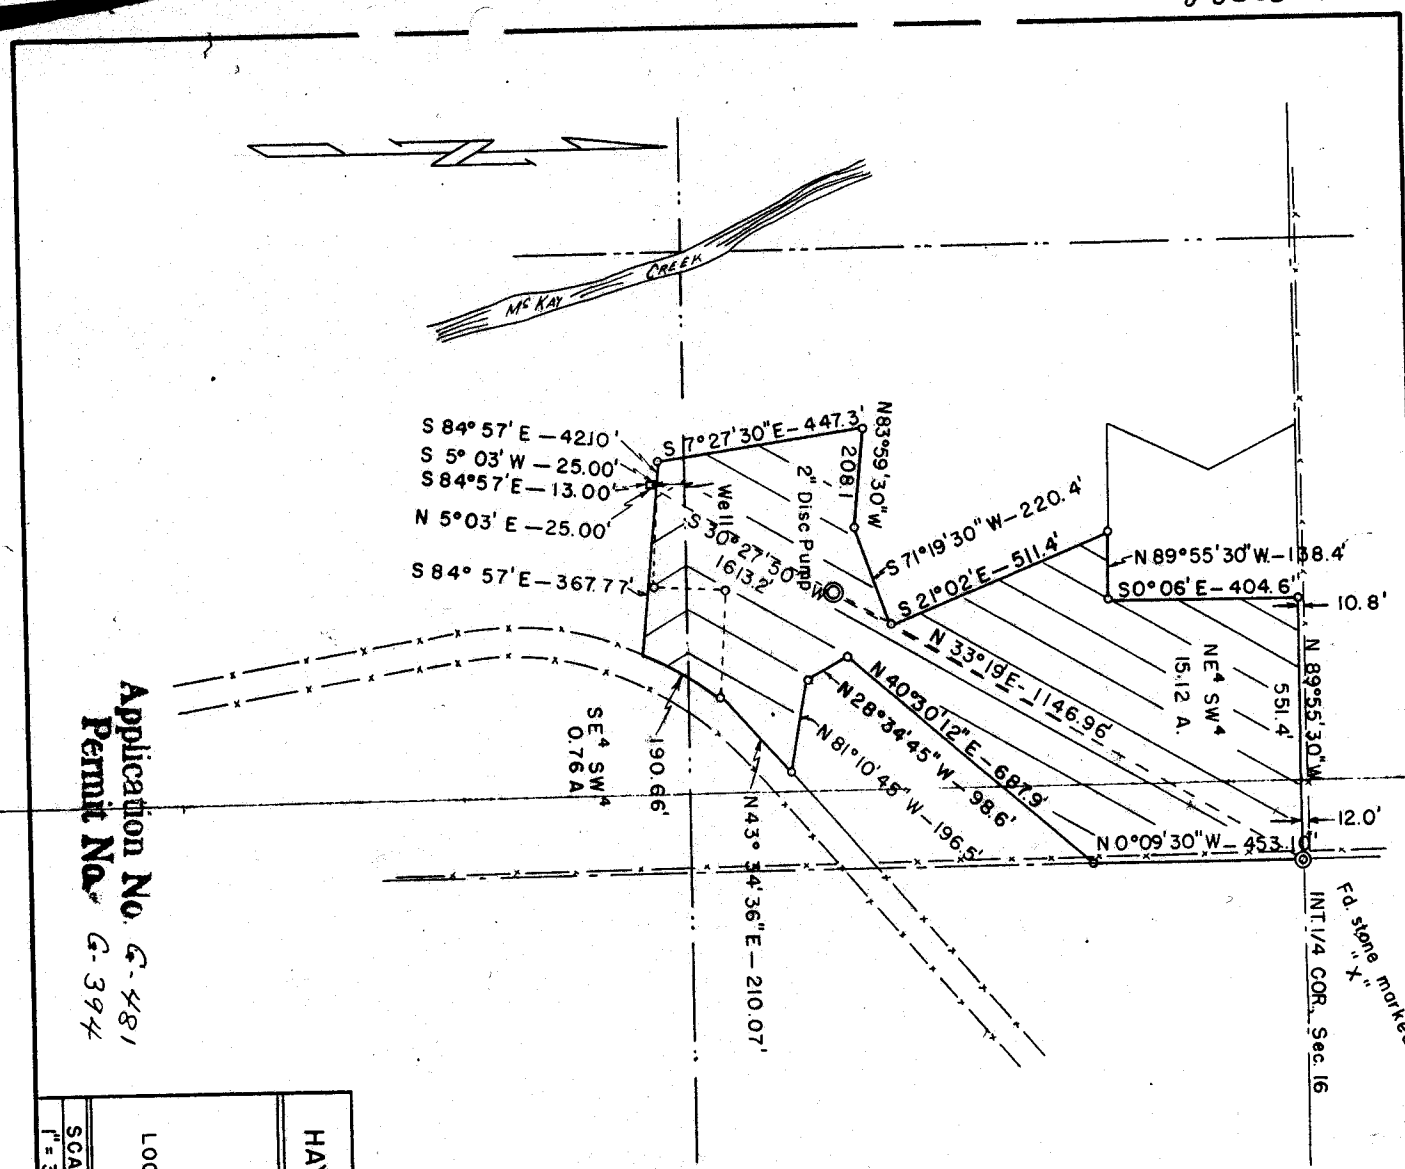 N
McKAY
CREEK
S 84° 57' E — 42.10'
S 5° 03' W — 25.00'
S 84° 57' E — 13.00'
N 5° 03' E — 25.00'
S 84° 57' E — 367.77'
S 7° 27' 30" E — 447.3'
N 83° 59' 30" W
208.1
2" Disc Pump
Well
S 30° 27' 50" W
1613.2'
S 71° 19' 30" W — 220.4'
S 21° 02' E — 511.4'
N 89° 55' 30" W — 138.4'
S 0° 06' E — 404.6'
10.8'
N 89° 55' 30" W
551.4'
NE⁴ SW⁴
15.12 A.
N 33° 19' E — 1146.96'
N 40° 30' 12" E — 687.9'
N 28° 34' 45" W — 98.6'
N 81° 10' 45" W — 196.5'
N 0° 09' 30" W — 453.10'
12.0'
190.66'
SE⁴ SW⁴
0.76 A
N 43° 34' 36" E — 210.07'
Fd. stone marked
"X"
INT. 1/4 COR., Sec. 16
Application No. G-481
Permit No. G-394
HA
LOC
SCA
1" = 3